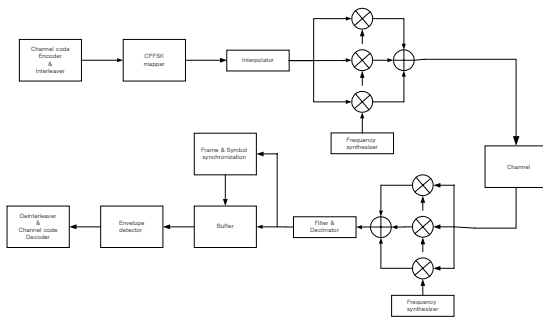 Channel code
Encoder
&
Interleaver
CPFSK
mapper
Interpolator
Frequency
synthesizer
Channel
Frame & Symbol
synchronization
Deinterleaver
&
Channel code
Decoder
Envelope
detector
Buffer
Filter &
Decimator
Frequency
synthesizer